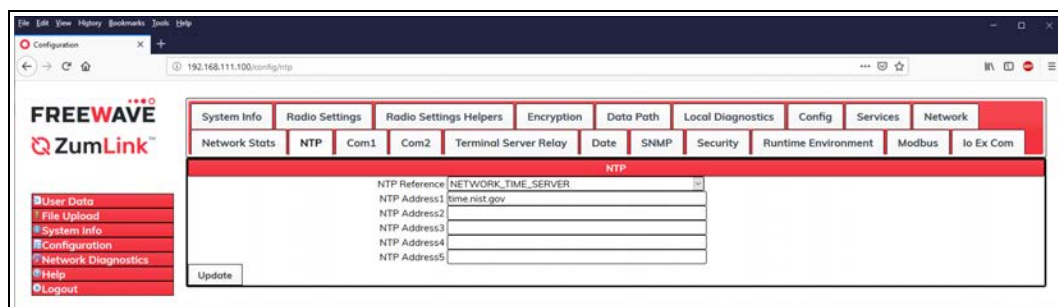 File Edit View History Bookmarks Tools Help
Configuration
192.168.111.100/config/ntp
FREEWAVE
ZumLink™
System Info Radio Settings Radio Settings Helpers Encryption Data Path Local Diagnostics Config Services Network
Network Stats NTP Com1 Com2 Terminal Server Relay Date SNMP Security Runtime Environment Modbus Io Ex Com
NTP
NTP Reference NETWORK_TIME_SERVER
NTP Address1 time.nist.gov
NTP Address2
NTP Address3
NTP Address4
NTP Address5
Update
User Data
File Upload
System Info
Configuration
Network Diagnostics
Help
Logout